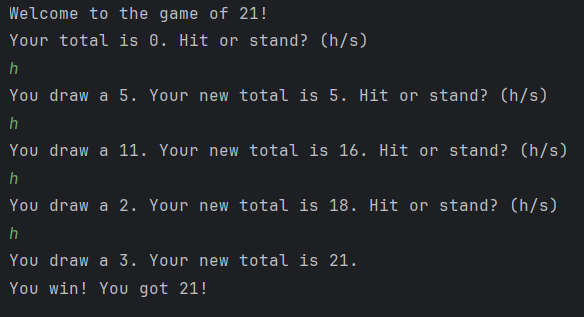 Welcome to the game of 21!
Your total is 0. Hit or stand? (h/s)
h
You draw a 5. Your new total is 5. Hit or stand? (h/s)
h
You draw a 11. Your new total is 16. Hit or stand? (h/s)
h
You draw a 2. Your new total is 18. Hit or stand? (h/s)
h
You draw a 3. Your new total is 21.
You win! You got 21!